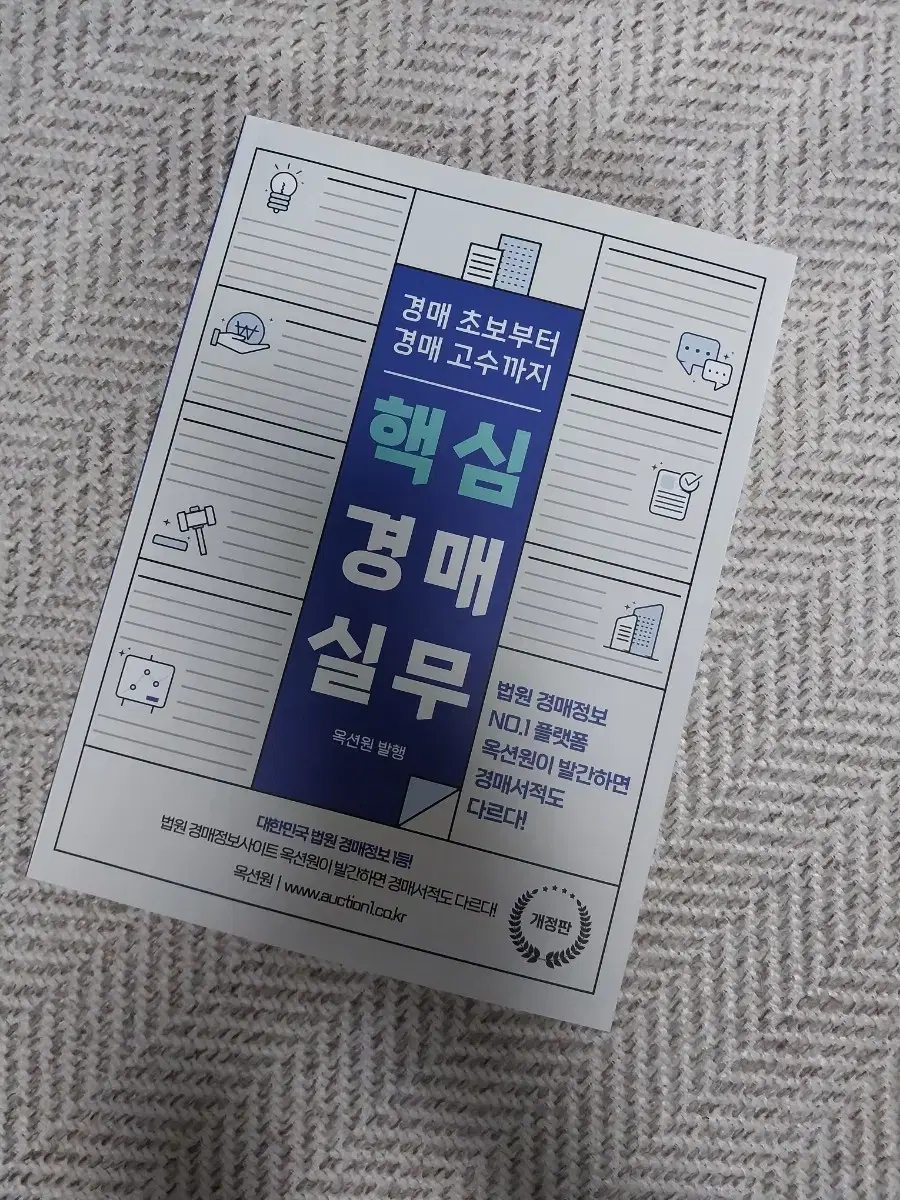 경매 초보부터
경매 고수까지
핵심
경매
실무
옥션원 발행
법원 경매정보
NO.1 플랫폼
옥션원이 발간하면
경매서적도
다르다!
대한민국 법원 경매정보 1등!
법원 경매정보사이트 옥션원이 발간하면 경매서적도 다르다!
옥션원 | www.auction1.co.kr
개정판